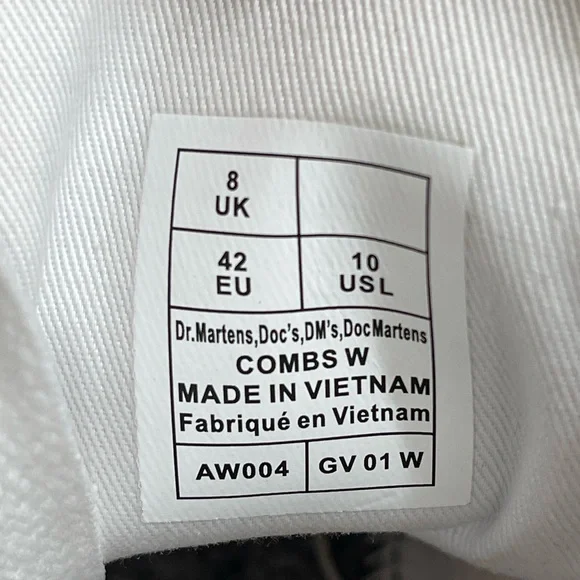 8
UK
42
EU
10
USL
Dr.Martens,Doc's,DM's,DocMartens
COMBS W
MADE IN VIETNAM
Fabriqué en Vietnam
AW004
GV 01 W